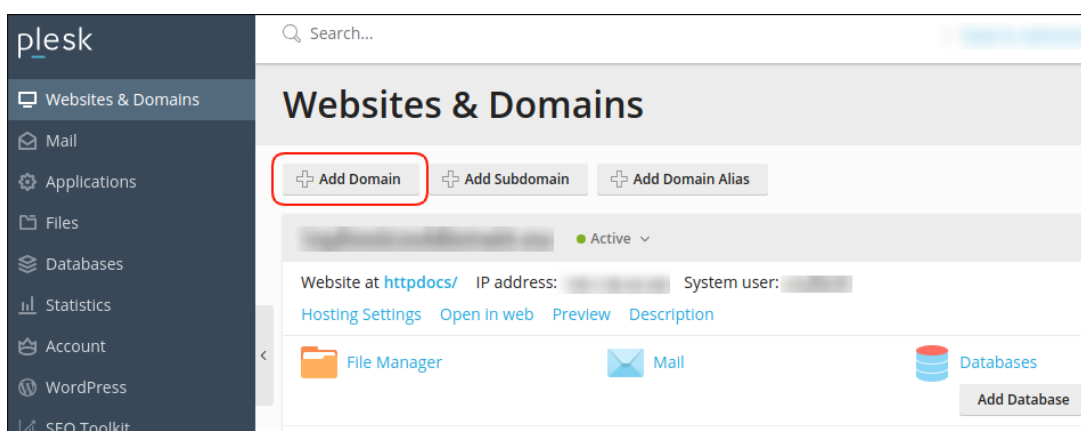 plesk
Search...
Websites & Domains
Mail
Applications
Files
Databases
Statistics
Account
WordPress
SEO Toolkit
Websites & Domains
Add Domain
Add Subdomain
Add Domain Alias
Active
Website at httpdocs/ IP address: System user:
Hosting Settings Open in web Preview Description
File Manager
Mail
Databases
Add Database